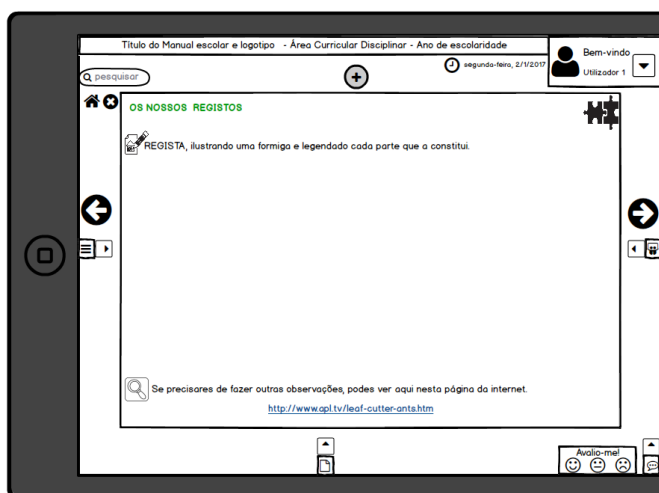 Título do Manual escolar e logotipo - Área Curricular Disciplinar - Ano de escolaridade
Bem-vindo
Utilizador 1
segunda-feira, 2/1/2017
pesquisar
OS NOSSOS REGISTOS
REGISTA, ilustrando uma formiga e legendado cada parte que a constitui.
Se precisares de fazer outras observações, podes ver aqui nesta página da internet.
http://www.apl.tv/leaf-cutter-ants.htm
Avalio-me!